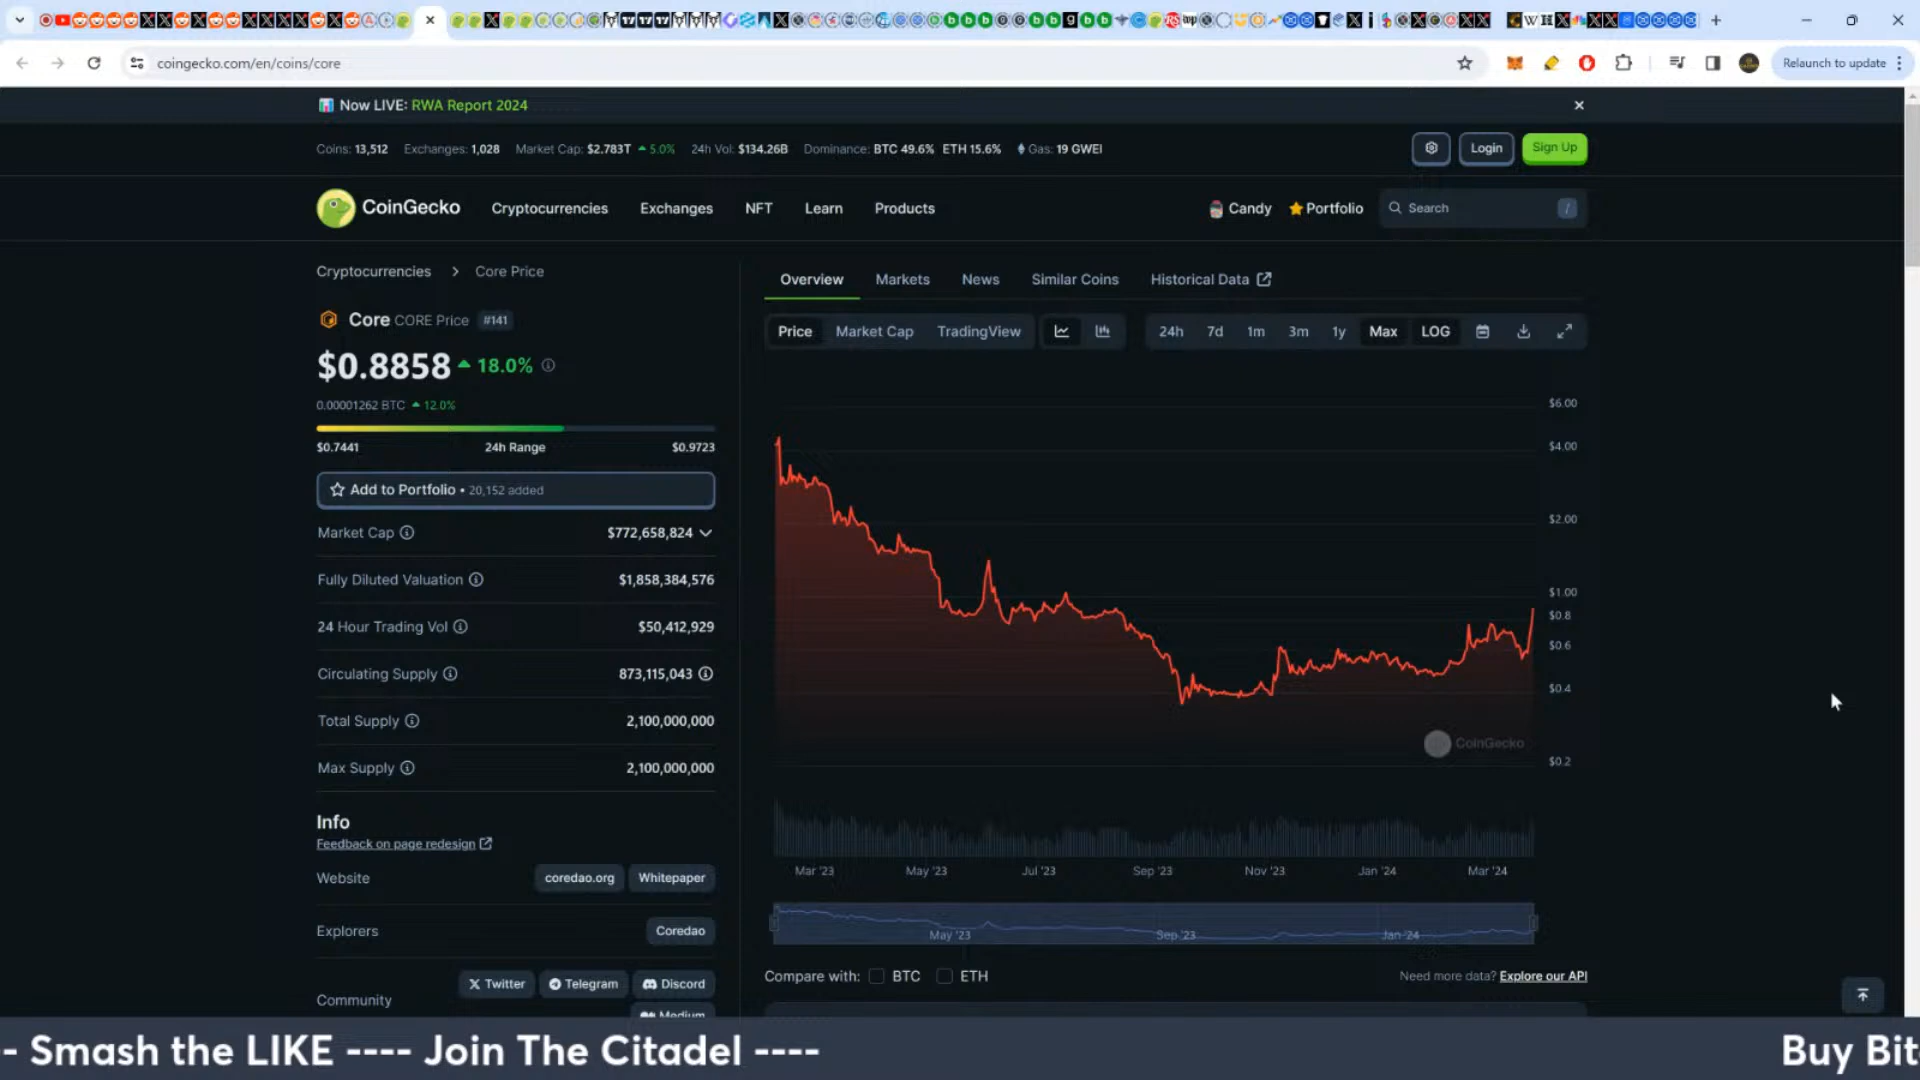 coingecko.com/en/coins/core
Relaunch to update
Now LIVE: RWA Report 2024
Coins: 13,512 Exchanges: 1,028 Market Cap: $2.783T 5.0% 24h Vol: $134.26B Dominance: BTC 49.6% ETH 15.6% Gas: 19 GWEI
Login
Sign Up
CoinGecko
Cryptocurrencies
Exchanges
NFT
Learn
Products
Candy
Portfolio
Search
/
Cryptocurrencies > Core Price
Core CORE Price #141
$0.8858 18.0%
0.00001262 BTC 12.0%
$0.7441 24h Range $0.9723
Add to Portfolio • 20,152 added
Market Cap $772,658,824
Fully Diluted Valuation $1,858,384,576
24 Hour Trading Vol $50,412,929
Circulating Supply 873,115,043
Total Supply 2,100,000,000
Max Supply 2,100,000,000
Info
Feedback on page redesign
Website coredao.org Whitepaper
Explorers Coredao
Community Twitter Telegram Discord
Medium
Overview Markets News Similar Coins Historical Data
Price Market Cap TradingView 24h 7d 1m 3m 1y Max LOG
$6.00
$4.00
$2.00
$1.00
$0.8
$0.6
$0.4
$0.2
CoinGecko
Mar '23 May '23 Jul '23 Sep '23 Nov '23 Jan '24 Mar '24
May '23 Sep '23 Jan '24
Compare with: BTC ETH
Need more data? Explore our API
- Smash the LIKE ---- Join The Citadel ---- Buy Bit